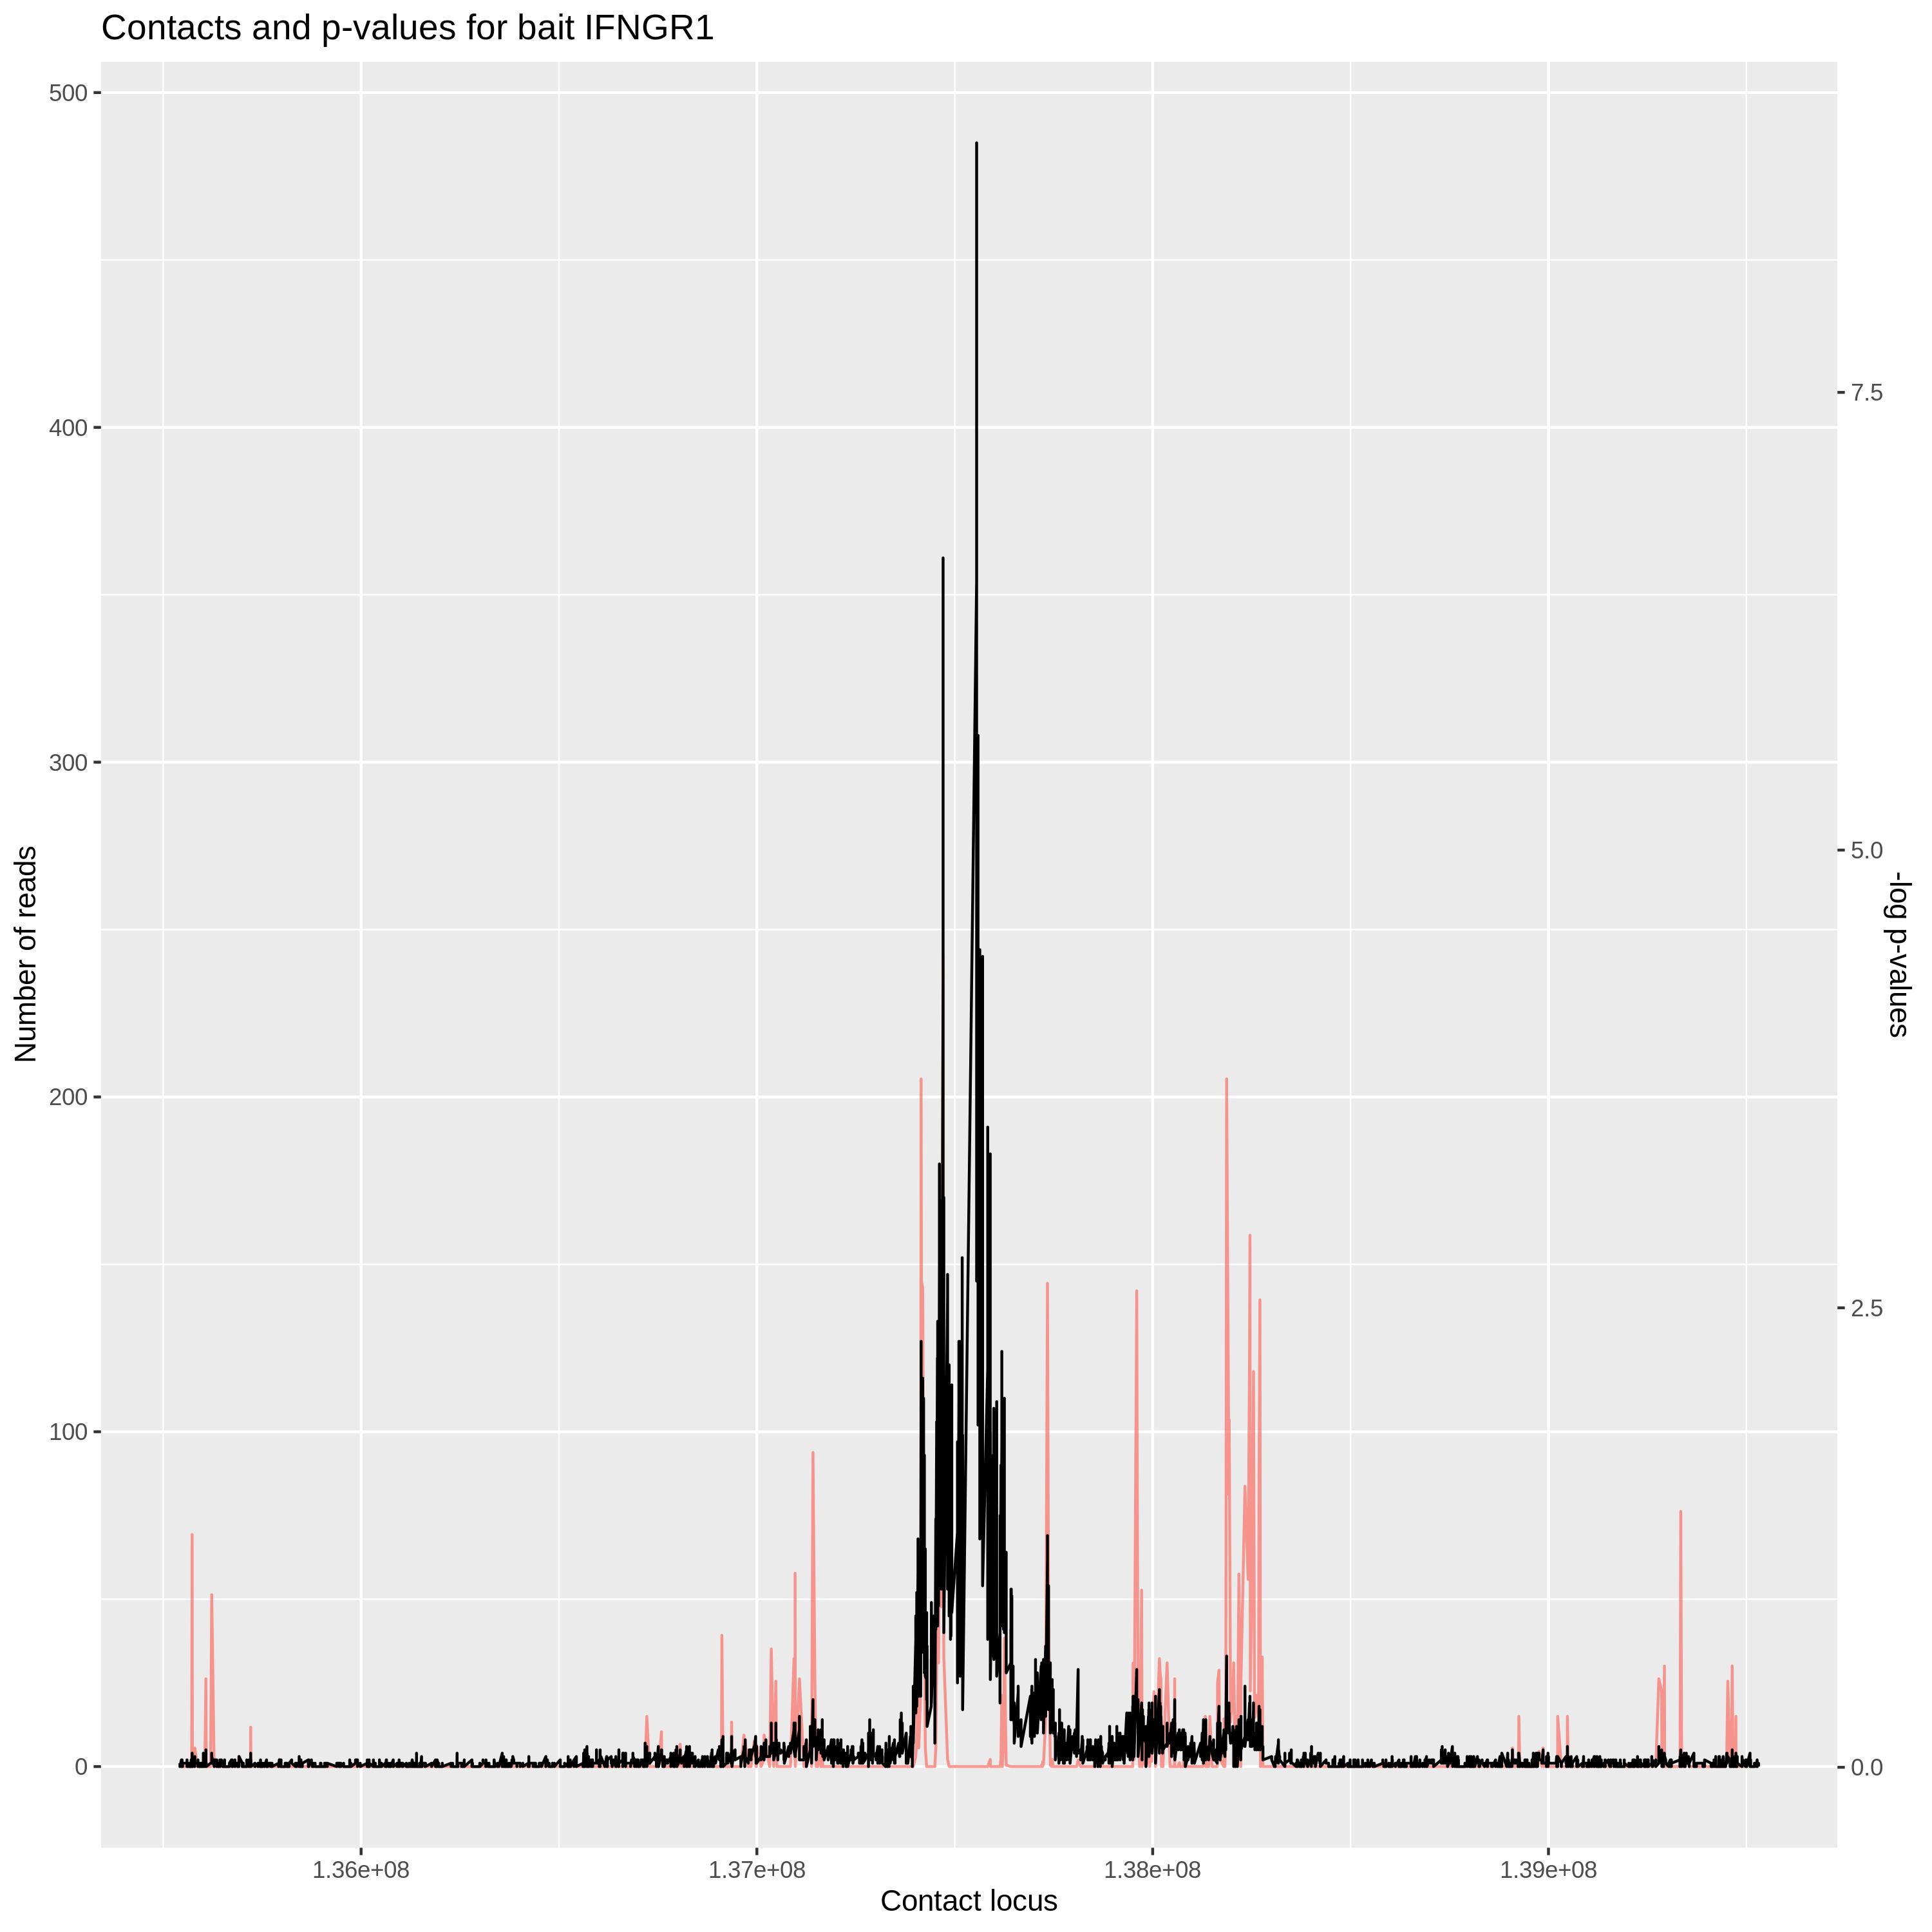 Contacts and p-values for bait IFNGR1
500
400
300
200
100
0
Number of reads
7.5
5.0
2.5
0.0
-log p-values
1.36e+08
1.37e+08
1.38e+08
1.39e+08
Contact locus